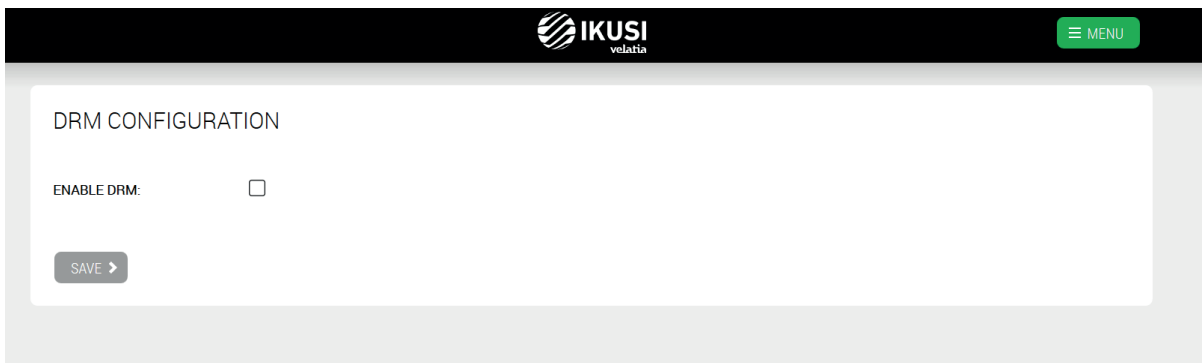 IKUSI
velatia
MENU
DRM CONFIGURATION
ENABLE DRM:
SAVE